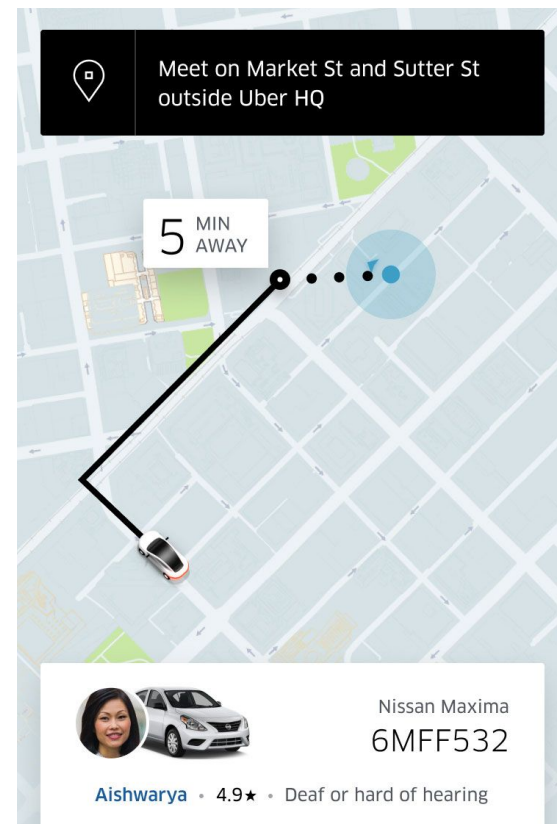 Meet on Market St and Sutter St
outside Uber HQ
5 MIN
AWAY
Nissan Maxima
6MFF532
Aishwarya • 4.9★ • Deaf or hard of hearing